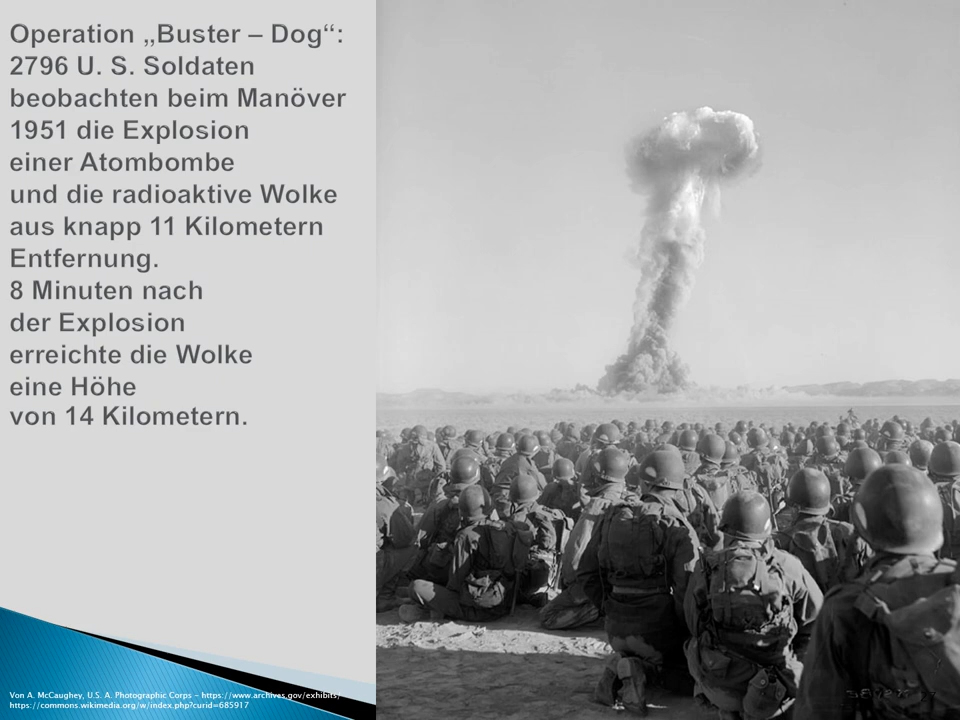 Operation „Buster – Dog“:
2796 U. S. Soldaten
beobachten beim Manöver
1951 die Explosion
einer Atombombe
und die radioaktive Wolke
aus knapp 11 Kilometern
Entfernung.
8 Minuten nach
der Explosion
erreichte die Wolke
eine Höhe
von 14 Kilometern.
Von A. McCaughey, U.S. A. Photographic Corps - https://www.archives.gov/exhibits/
https://commons.wikimedia.org/w/index.php?curid=685917